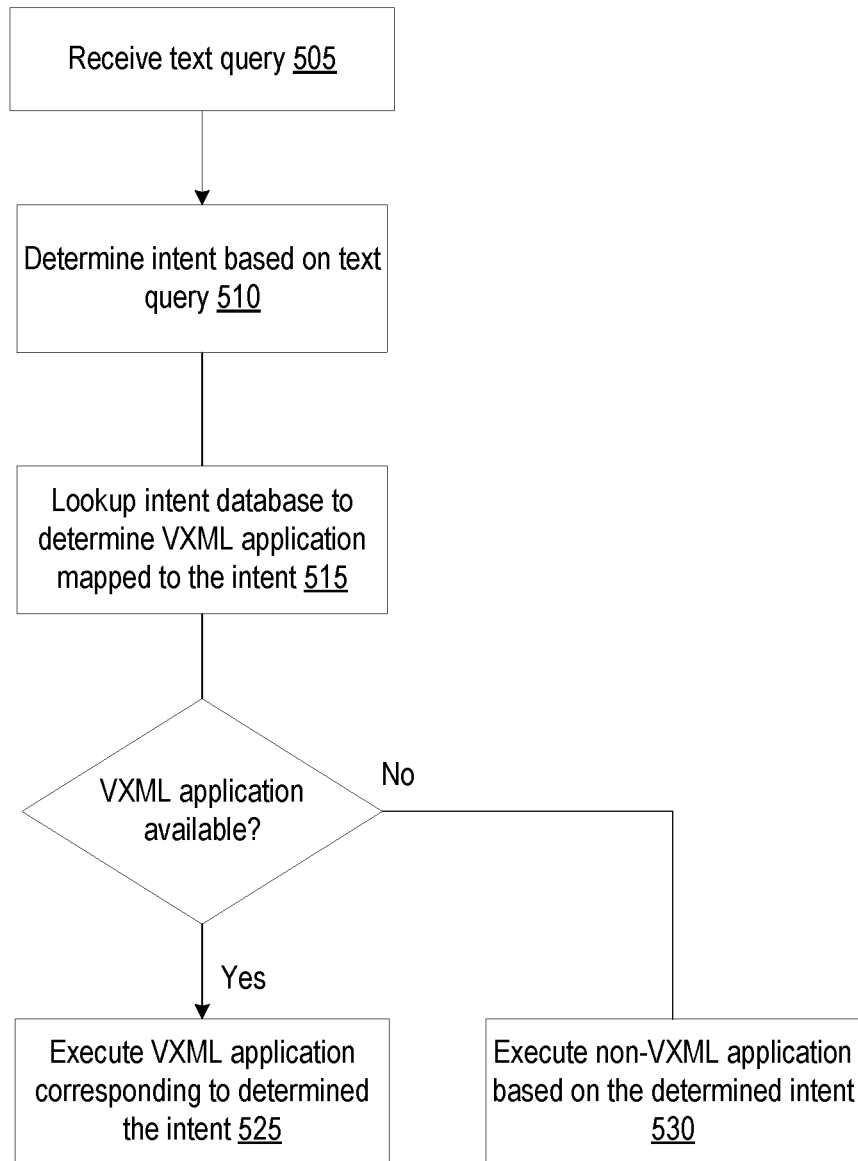 Receive text query 505
Determine intent based on text
query 510
Lookup intent database to
determine VXML application
mapped to the intent 515
VXML application
available?
No
Yes
Execute VXML application
corresponding to determined
the intent 525
Execute non-VXML application
based on the determined intent
530